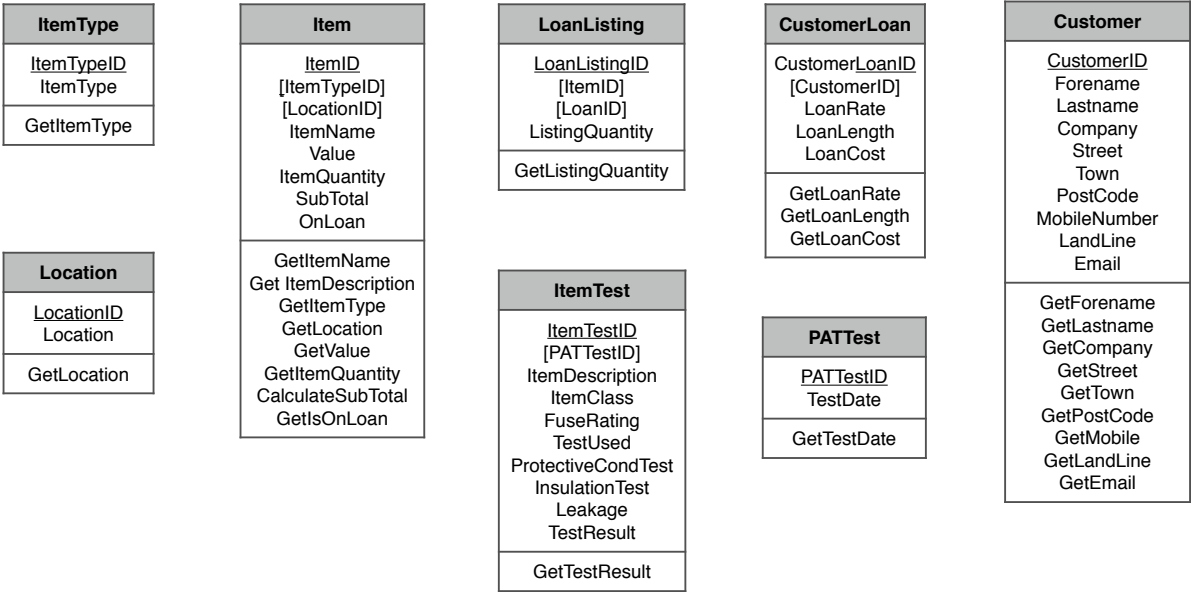 ItemType
ItemTypeID
ItemType
GetItemType
Item
ItemID
[ItemTypeID]
[LocationID]
ItemName
Value
ItemQuantity
SubTotal
OnLoan
GetItemName
Get ItemDescription
GetItemType
GetLocation
GetValue
GetItemQuantity
CalculateSubTotal
GetIsOnLoan
LoanListing
LoanListingID
[ItemID]
[LoanID]
ListingQuantity
GetListingQuantity
CustomerLoan
CustomerLoanID
[CustomerID]
LoanRate
LoanLength
LoanCost
GetLoanRate
GetLoanLength
GetLoanCost
Customer
CustomerID
Forename
Lastname
Company
Street
Town
PostCode
MobileNumber
LandLine
Email
GetForename
GetLastname
GetCompany
GetStreet
GetTown
GetPostCode
GetMobile
GetLandLine
GetEmail
Location
LocationID
Location
GetLocation
ItemTest
ItemTestID
[PATTestID]
ItemDescription
ItemClass
FuseRating
TestUsed
ProtectiveCondTest
InsulationTest
Leakage
TestResult
GetTestResult
PATTest
PATTestID
TestDate
GetTestDate